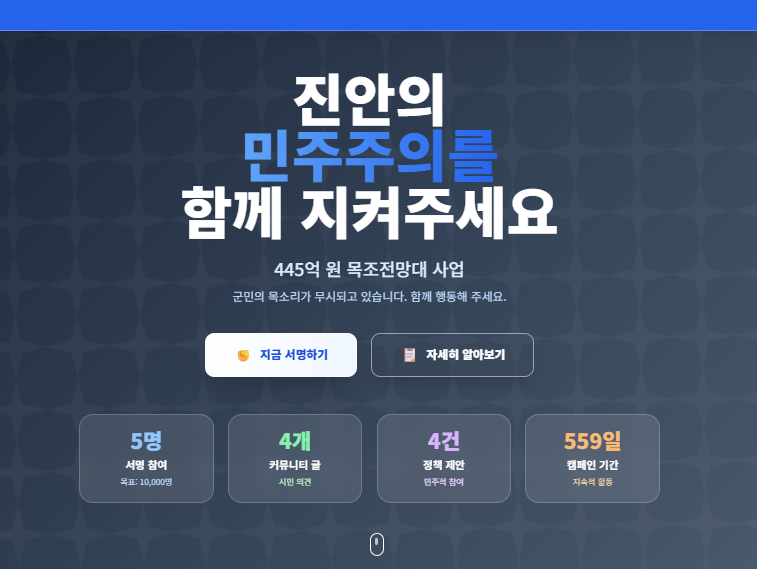 진안의
민주주의를
함께 지켜주세요
445억 원 목조전망대 사업
군민의 목소리가 무시되고 있습니다. 함께 행동해 주세요.
지금 서명하기
자세히 알아보기
5명
서명 참여
목표: 10,000명
4개
커뮤니티 글
시민 의견
4건
정책 제안
민주적 참여
559일
캠페인 기간
지속적 활동